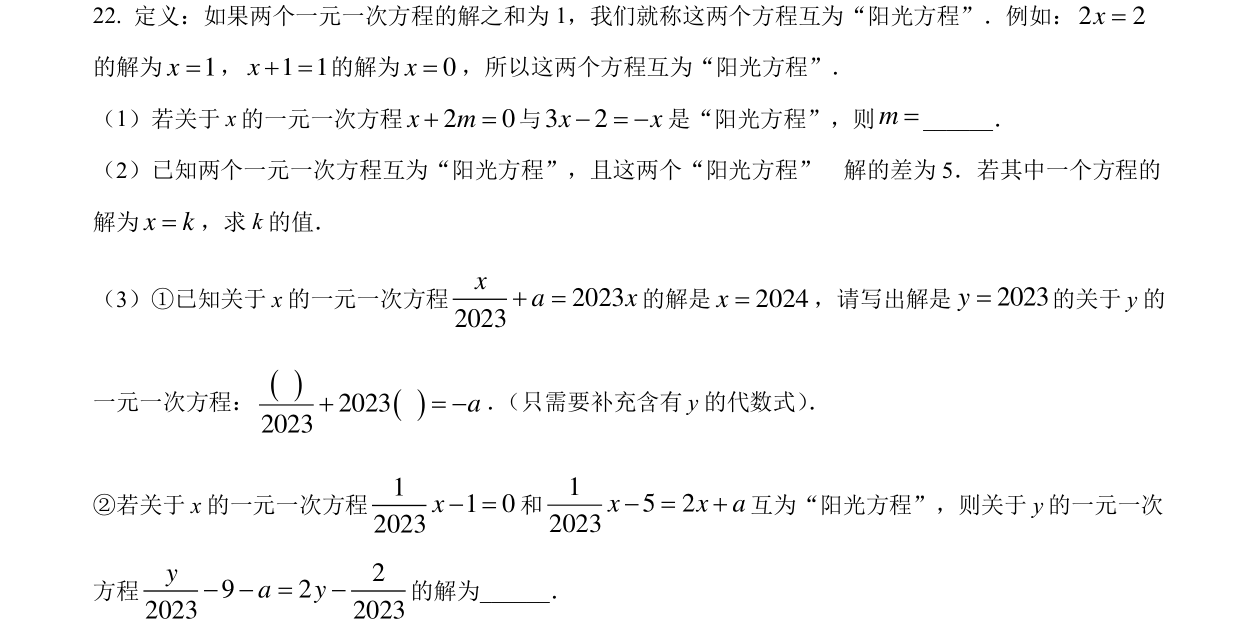 22. 定义：如果两个一元一次方程的解之和为 1，我们就称这两个方程互为“阳光方程”．例如：2x = 2
的解为 x = 1，x + 1 = 1 的解为 x = 0，所以这两个方程互为“阳光方程”．
（1）若关于 x 的一元一次方程 x + 2m = 0 与 3x − 2 = −x 是“阳光方程”，则 m = ______．
（2）已知两个一元一次方程互为“阳光方程”，且这两个“阳光方程” 解的差为 5．若其中一个方程的
解为 x = k，求 k 的值．
（3）①已知关于 x 的一元一次方程 x/2023 + a = 2023x 的解是 x = 2024，请写出解是 y = 2023 的关于 y 的
一元一次方程：( )/2023 + 2023( ) = −a．（只需要补充含有 y 的代数式）．
②若关于 x 的一元一次方程 1/2023 x − 1 = 0 和 1/2023 x − 5 = 2x + a 互为“阳光方程”，则关于 y 的一元一次
方程 y/2023 − 9 − a = 2y − 2/2023 的解为______．